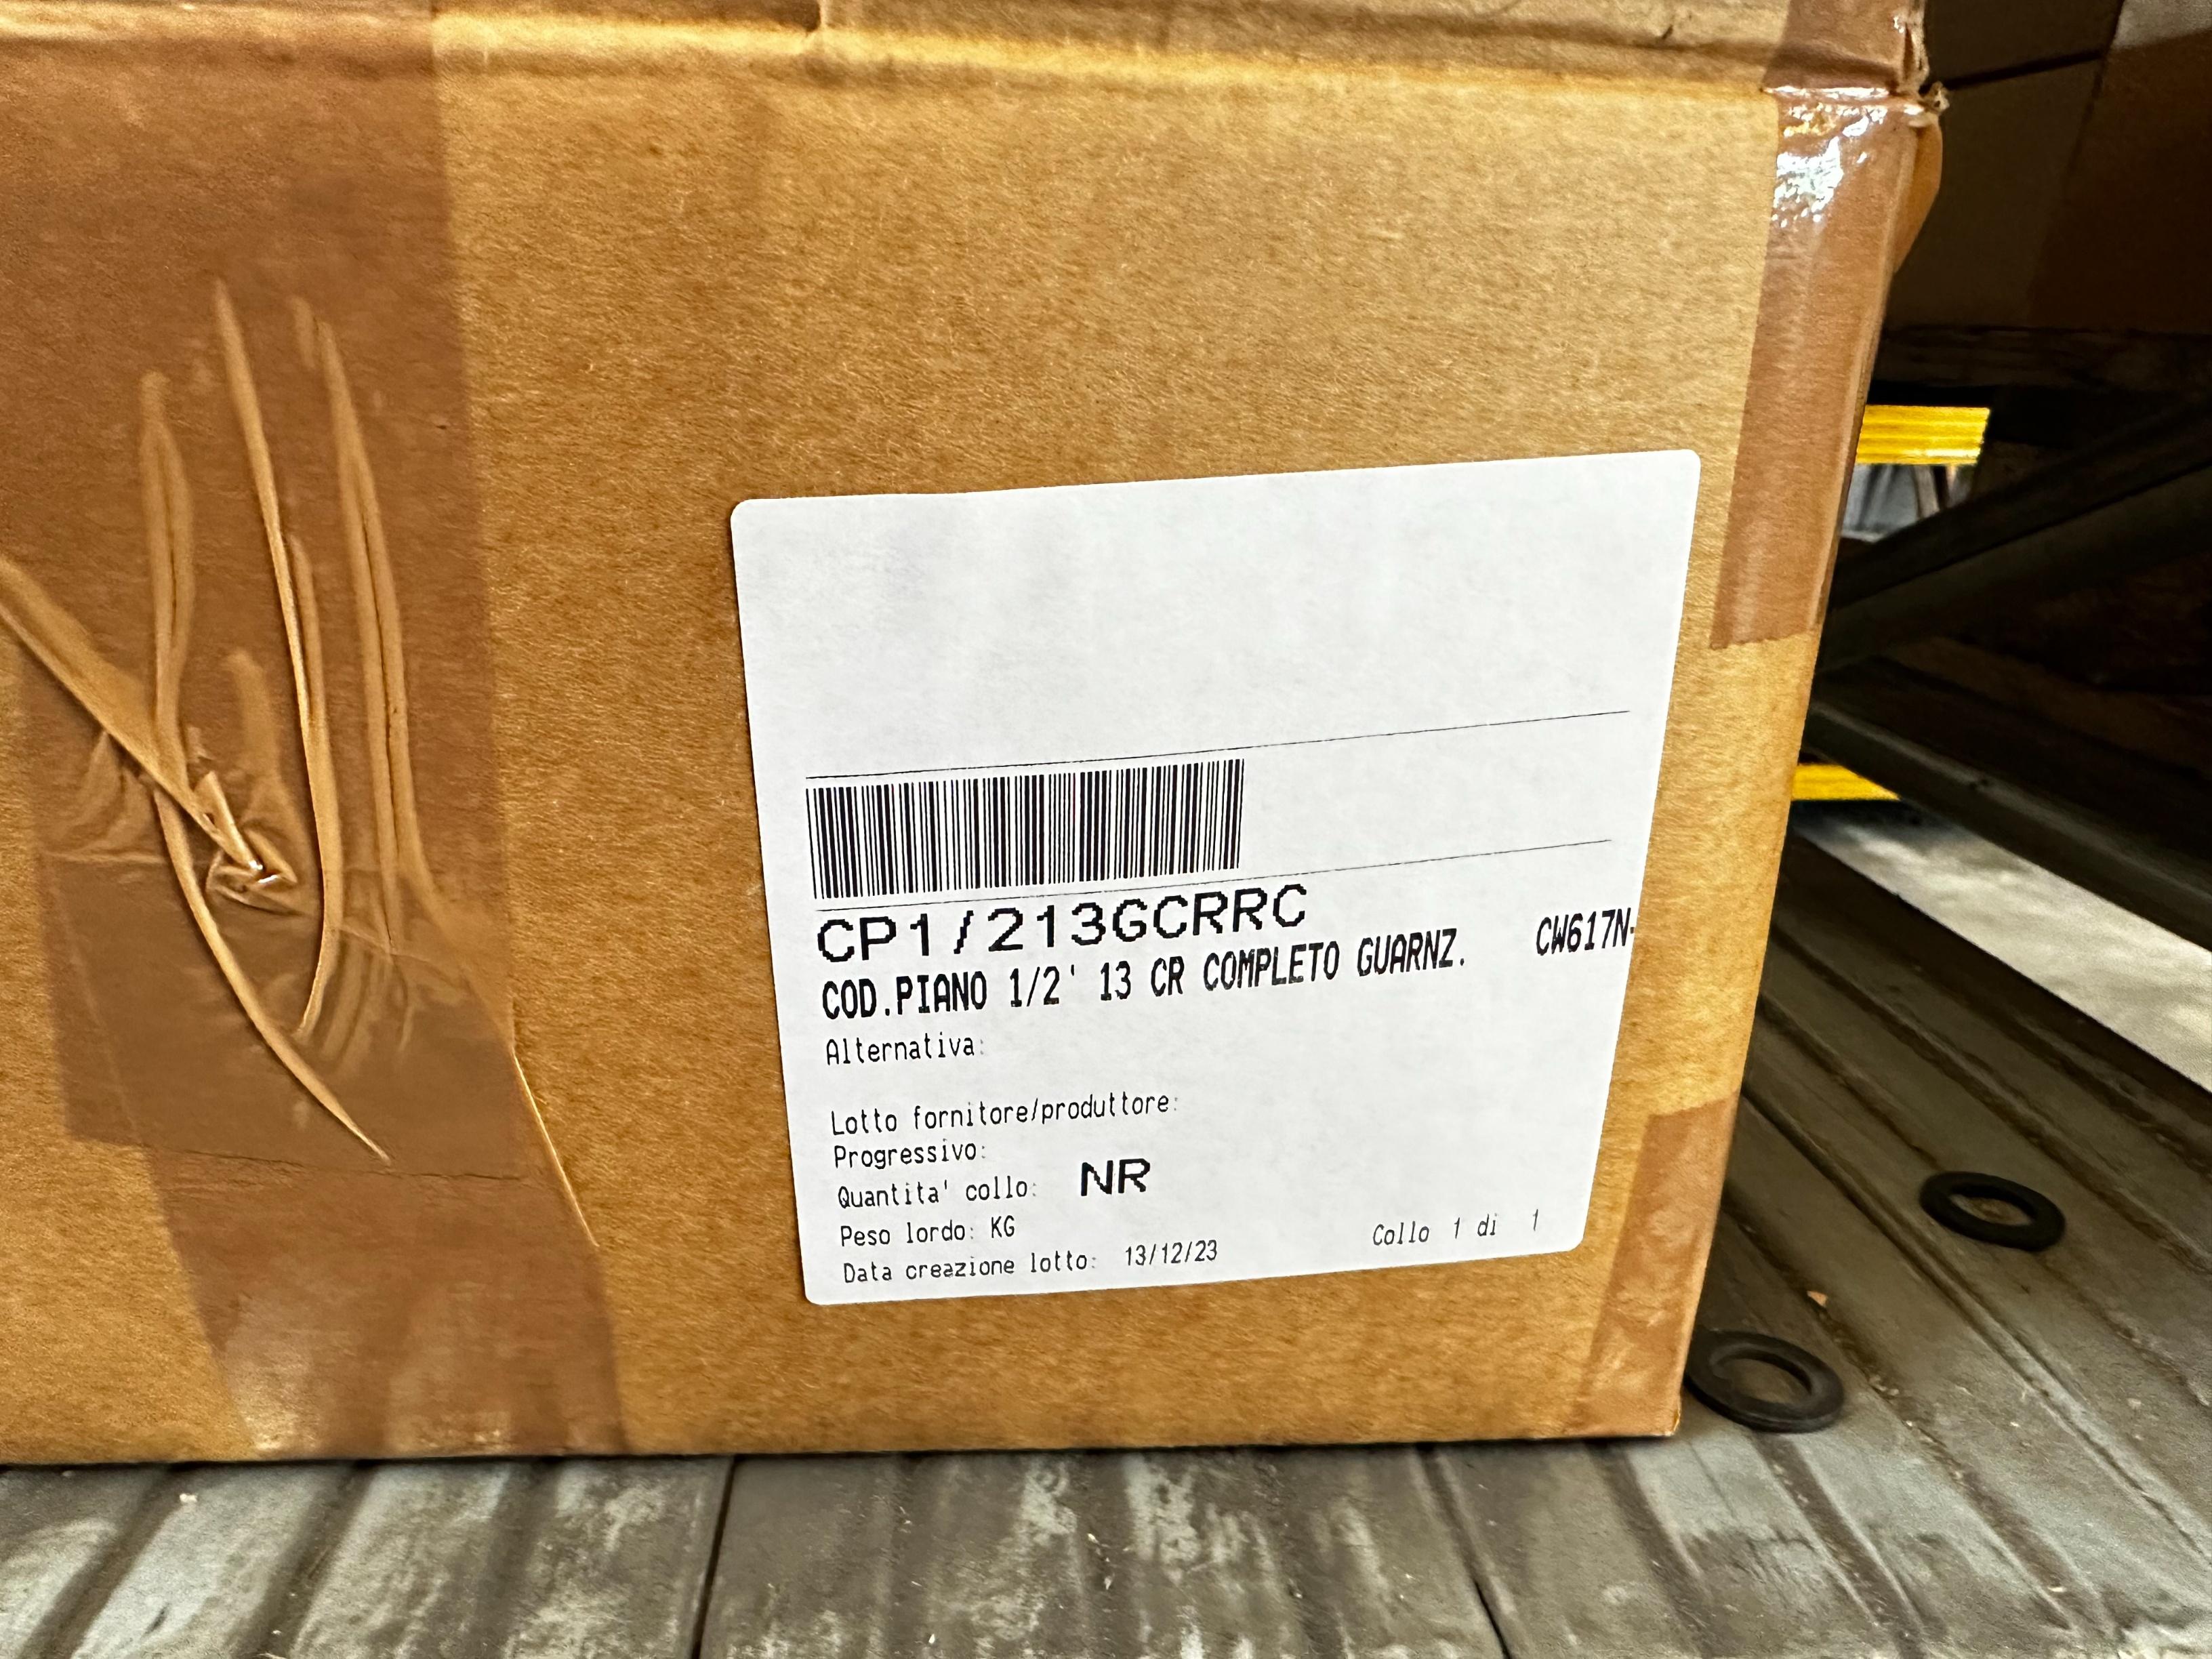 CP1/213GCRRC
COD.PIANO 1/2' 13 CR COMPLETO GUARNZ. CW617N-
Alternativa:
Lotto fornitore/produttore:
Progressivo:
Quantita' collo: NR
Peso lordo: KG
Data creazione lotto: 13/12/23 Collo 1 di 1